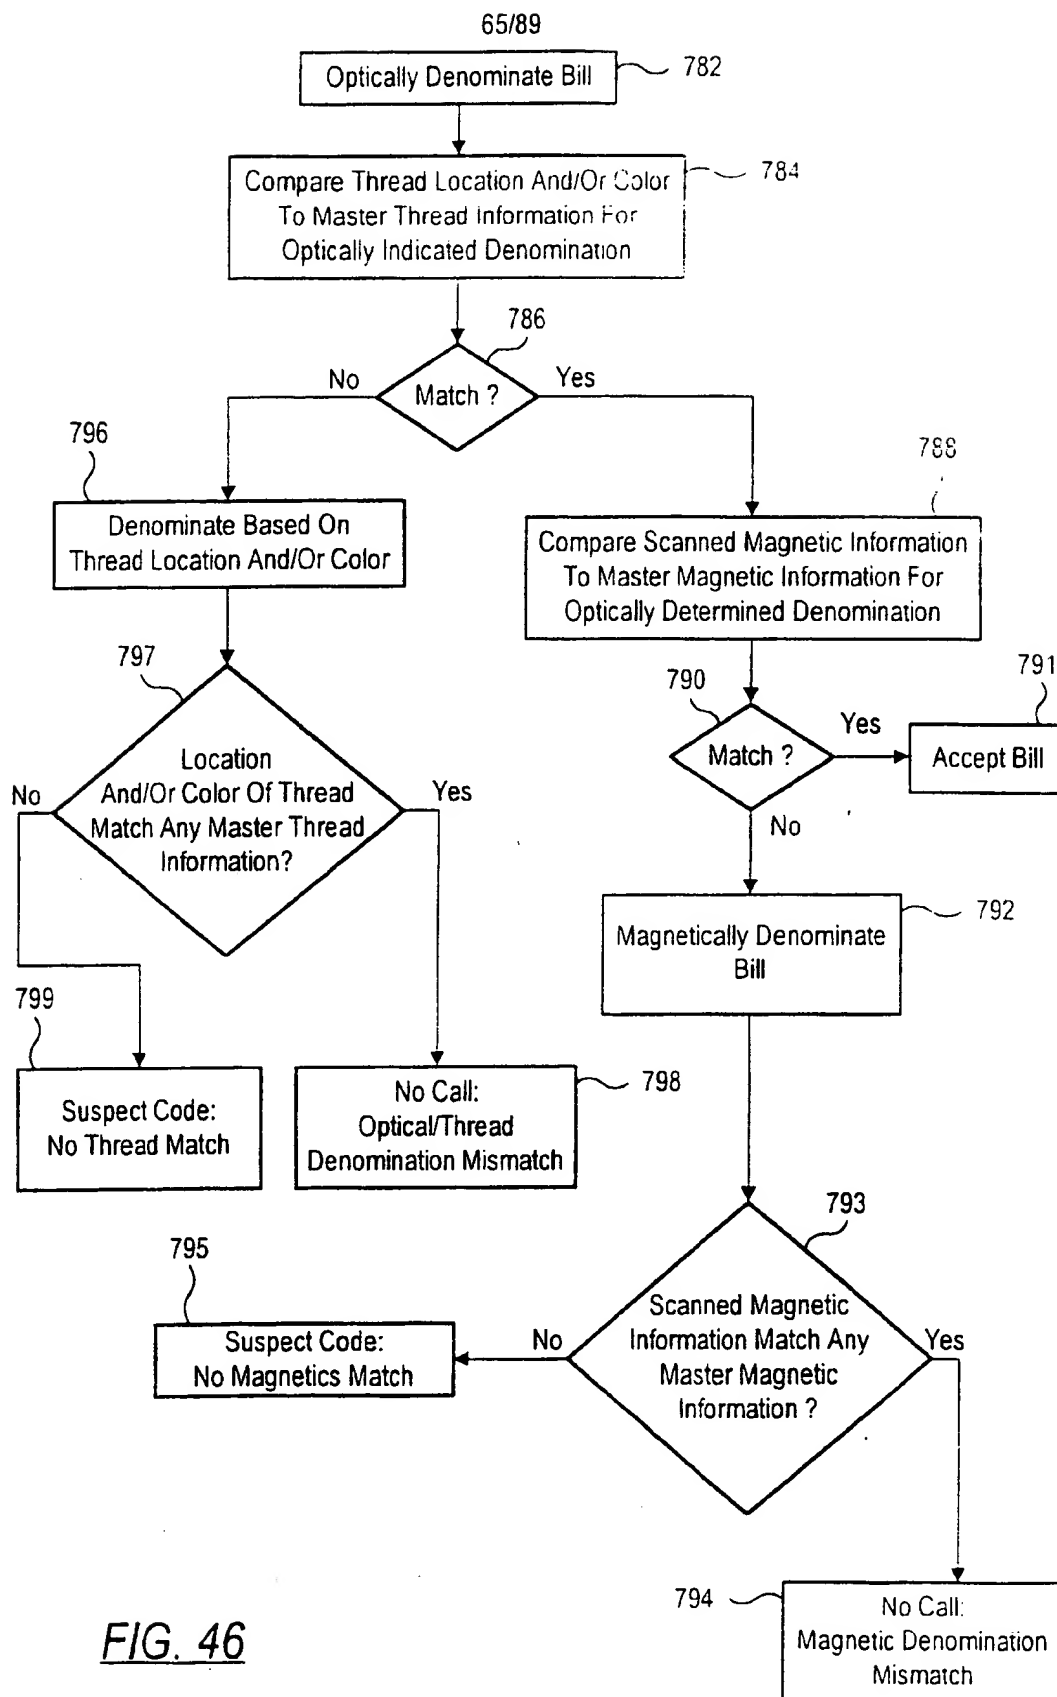 65/89
Optically Denominate Bill
782
Compare Thread Location And/Or Color
To Master Thread Information For
Optically Indicated Denomination
784
786
Match ?
No
Yes
796
Denominate Based On
Thread Location And/Or Color
788
Compare Scanned Magnetic Information
To Master Magnetic Information For
Optically Determined Denomination
797
Location
And/Or Color Of Thread
Match Any Master Thread
Information?
No
Yes
790
Match ?
Yes
No
791
Accept Bill
792
Magnetically Denominate
Bill
799
Suspect Code:
No Thread Match
798
No Call:
Optical/Thread
Denomination Mismatch
793
Scanned Magnetic
Information Match Any
Master Magnetic
Information ?
No
Yes
795
Suspect Code:
No Magnetics Match
794
No Call:
Magnetic Denomination
Mismatch
FIG. 46